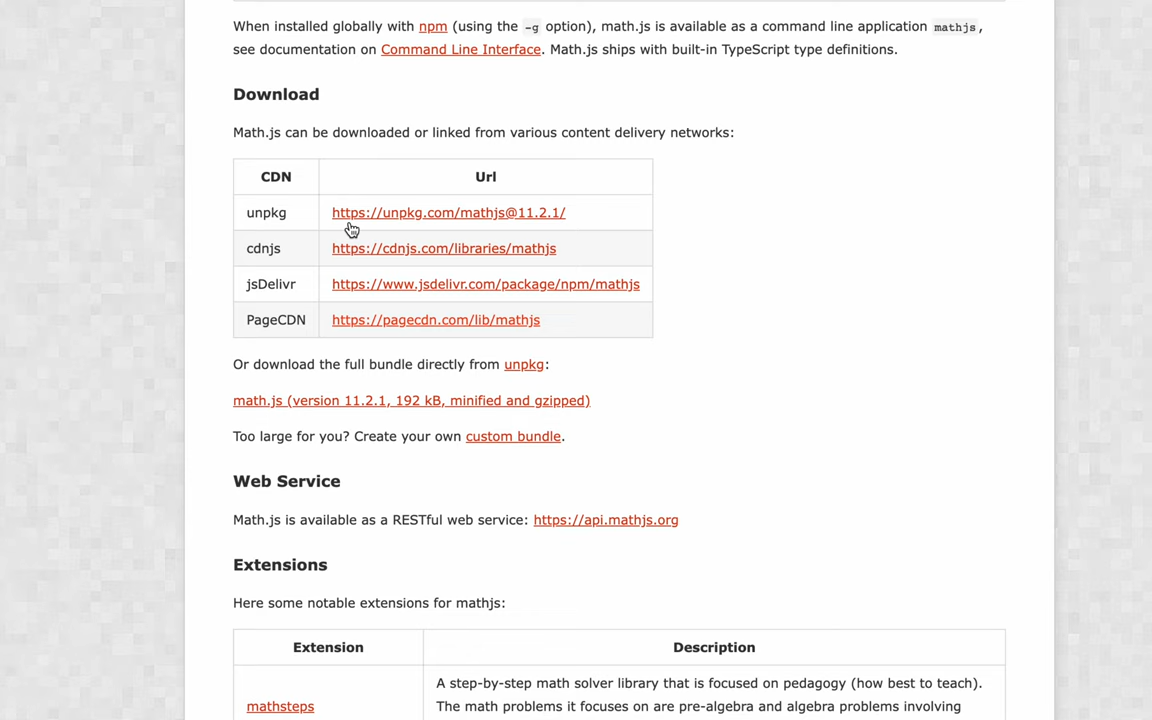 When installed globally with npm (using the -g option), math.js is available as a command line application mathjs,
see documentation on Command Line Interface. Math.js ships with built-in TypeScript type definitions.
Download
Math.js can be downloaded or linked from various content delivery networks:
CDN Url
unpkg https://unpkg.com/mathjs@11.2.1/
cdnjs https://cdnjs.com/libraries/mathjs
jsDelivr https://www.jsdelivr.com/package/npm/mathjs
PageCDN https://pagecdn.com/lib/mathjs
Or download the full bundle directly from unpkg:
math.js (version 11.2.1, 192 kB, minified and gzipped)
Too large for you? Create your own custom bundle.
Web Service
Math.js is available as a RESTful web service: https://api.mathjs.org
Extensions
Here some notable extensions for mathjs:
Extension Description
A step-by-step math solver library that is focused on pedagogy (how best to teach).
mathsteps The math problems it focuses on are pre-algebra and algebra problems involving